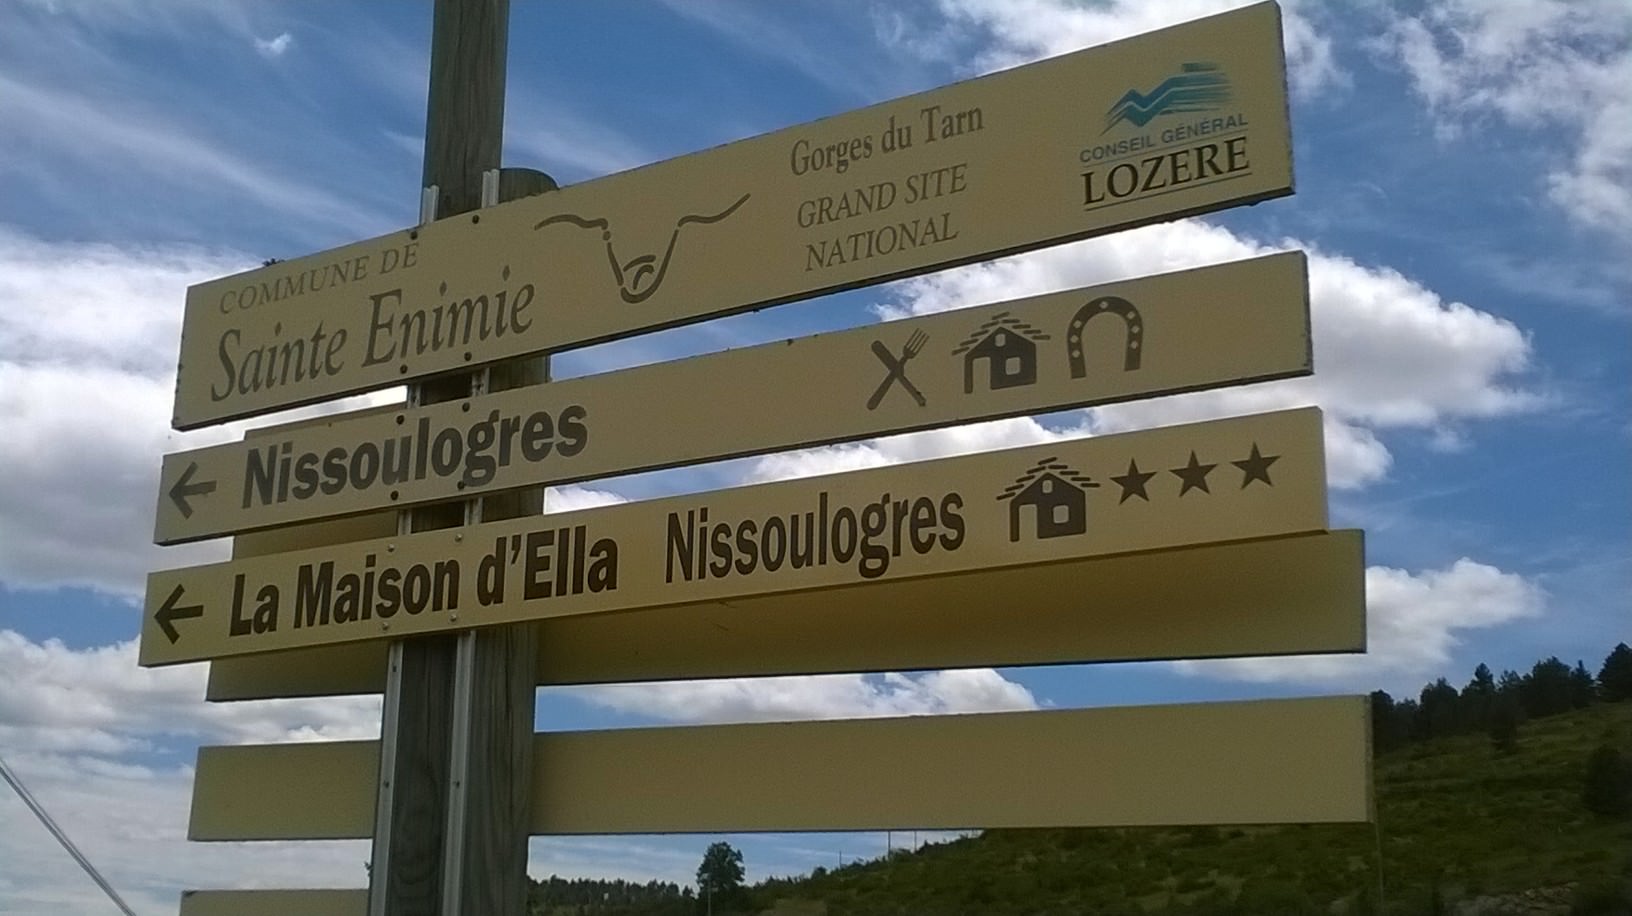 COMMUNE DE
Sainte Enimie
Gorges du Tarn
GRAND SITE
NATIONAL
CONSEIL GÉNÉRAL
LOZERE
Nissoulogres
La Maison d'Ella Nissoulogres